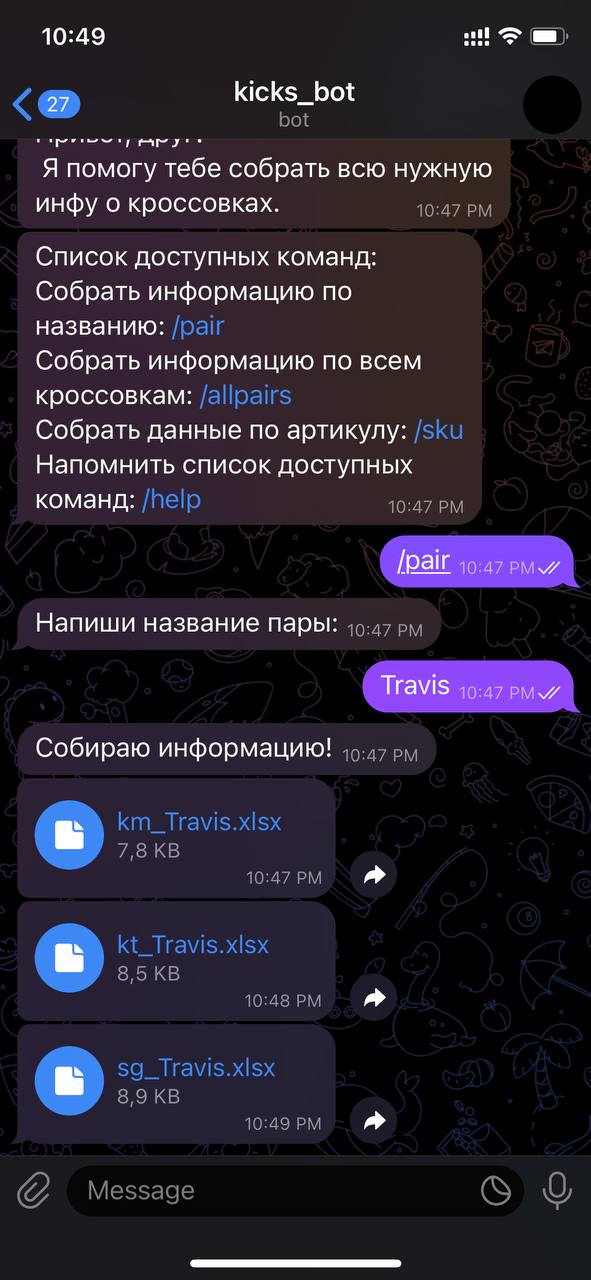 10:49
27
kicks_bot
bot
Привет, друг!
Я помогу тебе собрать всю нужную
инфу о кроссовках.
10:47 PM
Список доступных команд:
Собрать информацию по
названию: /pair
Собрать информацию по всем
кроссовкам: /allpairs
Собрать данные по артикулу: /sku
Напомнить список доступных
команд: /help
10:47 PM
/pair 10:47 PM
Напиши название пары: 10:47 PM
Travis 10:47 PM
Собираю информацию! 10:47 PM
km_Travis.xlsx
7,8 KB
10:47 PM
kt_Travis.xlsx
8,5 KB
10:48 PM
sg_Travis.xlsx
8,9 KB
10:49 PM
Message